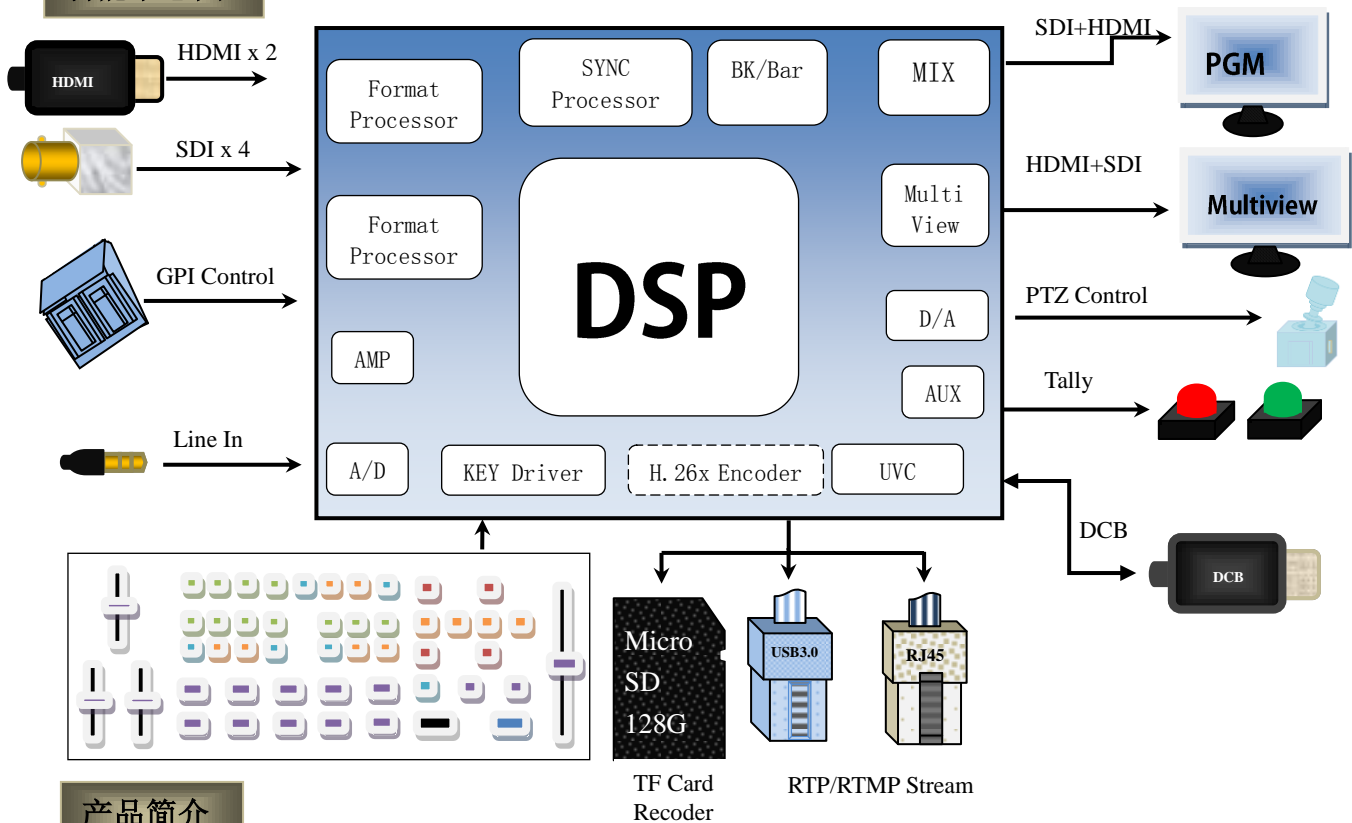 HDMI
HDMI x 2
SDI x 4
GPI Control
Line In
Format
Processor
SYNC
Processor
BK/Bar
MIX
Format
Processor
DSP
Multi
View
AMP
D/A
AUX
A/D
KEY Driver
H.26x Encoder
UVC
SDI+HDMI
PGM
HDMI+SDI
Multiview
PTZ Control
Tally
DCB
DCB
Micro
SD
128G
USB3.0
RJ45
TF Card
Recoder
RTP/RTMP Stream
产品简介